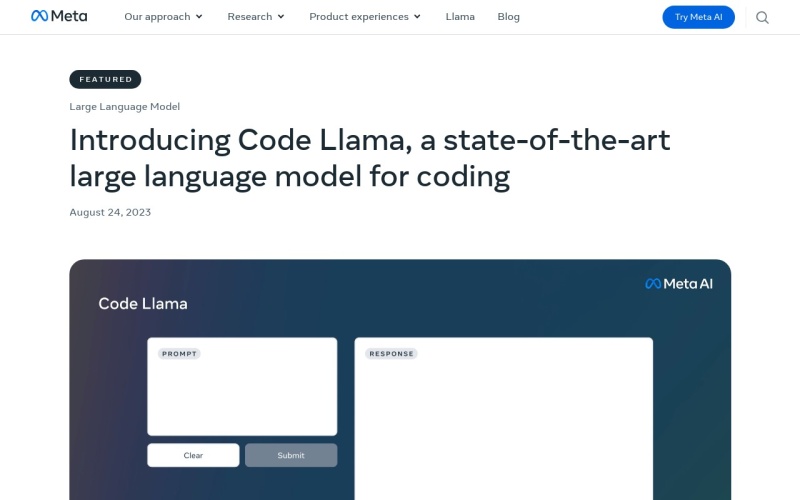 Meta
Our approach
Research
Product experiences
Llama
Blog
Try Meta AI
FEATURED
Large Language Model
Introducing Code Llama, a state-of-the-art
large language model for coding
August 24, 2023
Meta AI
Code Llama
PROMPT
RESPONSE
Clear
Submit